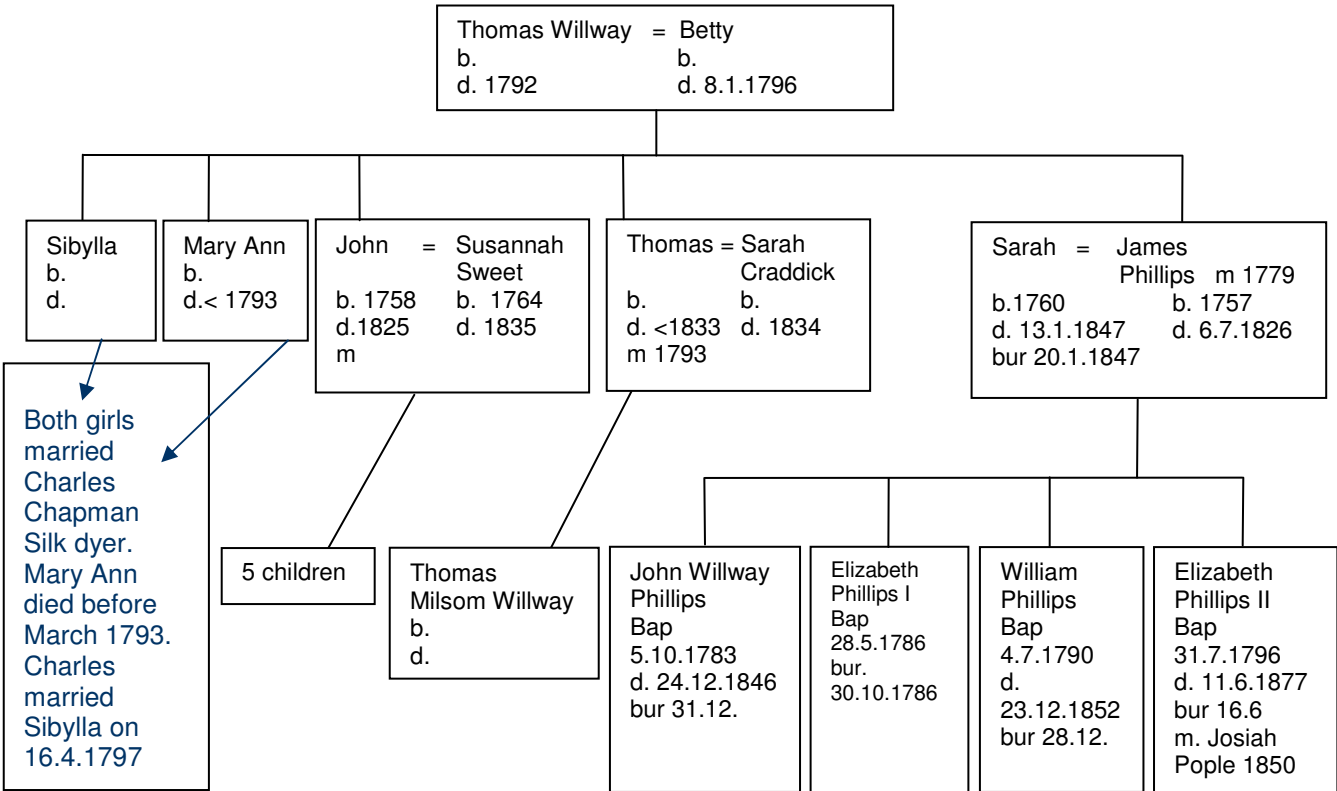 Thomas Willway = Betty
b. b.
d. 1792 d. 8.1.1796
Sibylla
b.
d.
Mary Ann
b.
d.< 1793
John = Susannah
Sweet
b. 1758 b. 1764
d.1825 d. 1835
m
Thomas = Sarah
Craddick
b. b.
d. <1833 d. 1834
m 1793
Sarah = James
Phillips m 1779
b.1760 b. 1757
d. 13.1.1847 d. 6.7.1826
bur 20.1.1847
Both girls
married
Charles
Chapman
Silk dyer.
Mary Ann
died before
March 1793.
Charles
married
Sibylla on
16.4.1797
5 children
Thomas
Milsom Willway
b.
d.
John Willway
Phillips
Bap
5.10.1783
d. 24.12.1846
bur 31.12.
Elizabeth
Phillips I
Bap
28.5.1786
bur.
30.10.1786
William
Phillips
Bap
4.7.1790
d.
23.12.1852
bur 28.12.
Elizabeth
Phillips II
Bap
31.7.1796
d. 11.6.1877
bur 16.6
m. Josiah
Pople 1850